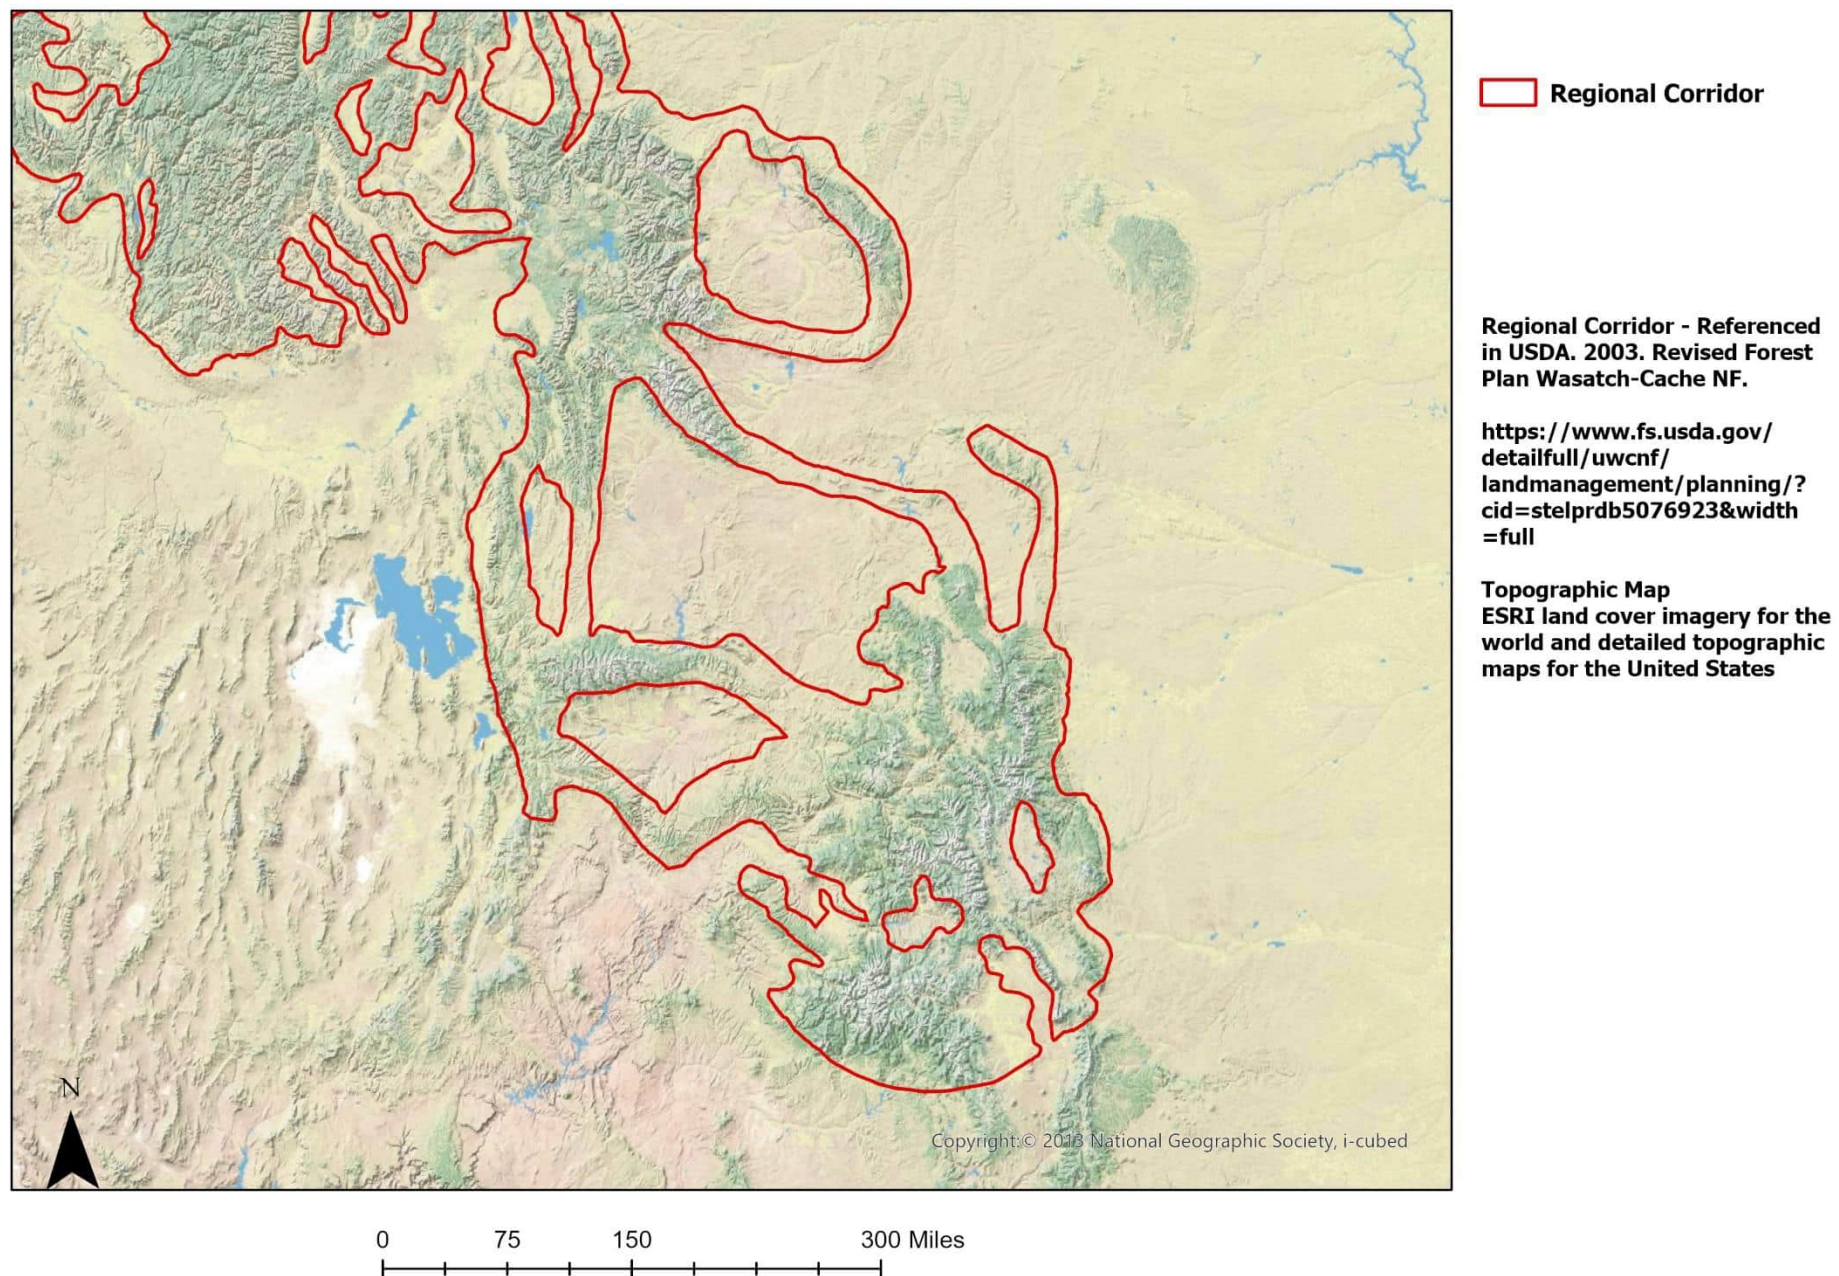 Regional Corridor
Regional Corridor - Referenced
in USDA. 2003. Revised Forest
Plan Wasatch-Cache NF.
https://www.fs.usda.gov/
detailfull/uwcnf/
landmanagement/planning/?
cid=stelprdb5076923&width
=full
Topographic Map
ESRI land cover imagery for the
world and detailed topographic
maps for the United States
N
Copyright:© 2013 National Geographic Society, i-cubed
0 75 150 300 Miles